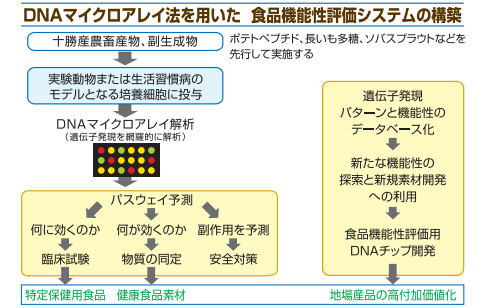 DNAマイクロアレイ法を用いた 食品機能性評価システムの構築
十勝産農畜産物、副生成物
ポテトペプチド、長いも多糖、ソバスプラウトなどを
先行して実施する
実験動物または生活習慣病の
モデルとなる培養細胞に投与
DNAマイクロアレイ解析
(遺伝子発現を網羅的に解析)
パスウェイ予測
何に効くのか
何が効くのか
副作用を予測
臨床試験
物質の同定
安全対策
遺伝子発現
パターンと機能性の
データベース化
新たな機能性の
探索と新規素材開発
への利用
食品機能性評価用
DNAチップ開発
特定保健用食品
健康食品素材
地場産品の高付加価値化